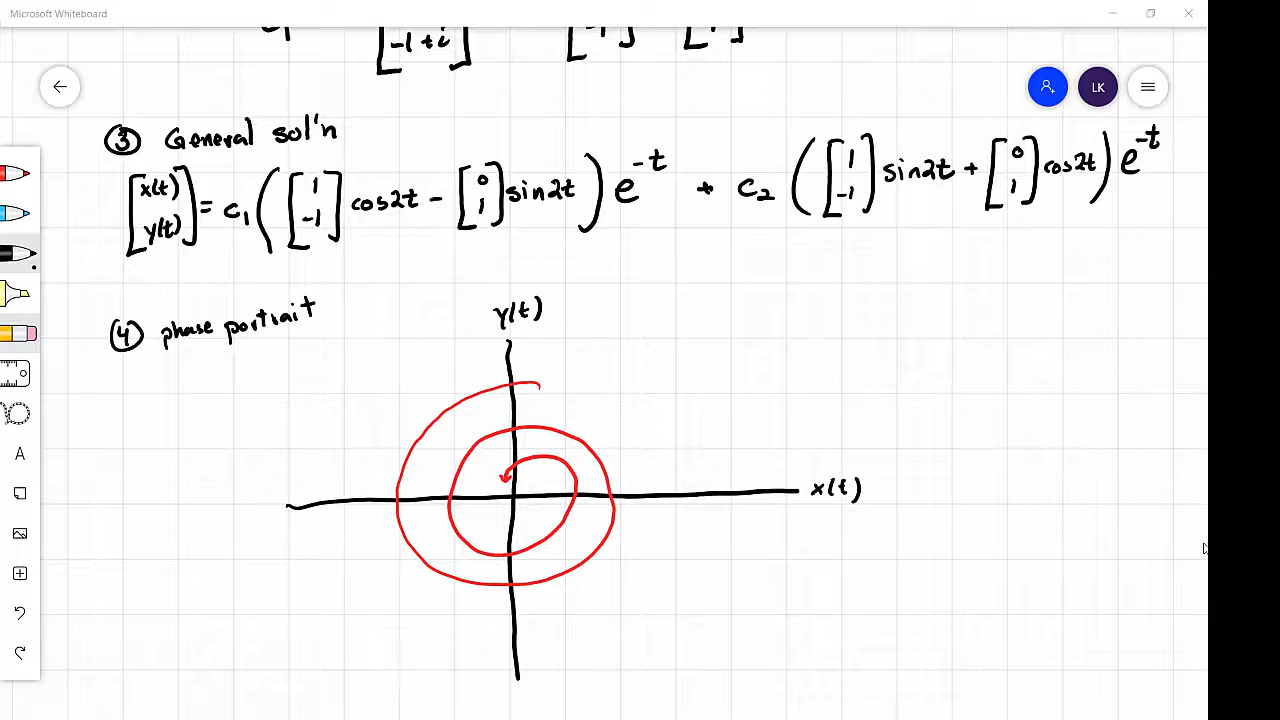 Microsoft Whiteboard
-1+i
LK
③ General sol'n
[x(t) y(t)] = c₁ ([1 -1] cos2t - [0 1] sin2t) e^-t + c₂ ([1 -1] sin2t + [0 1] cos2t) e^-t
④ phase portrait
y(t)
x(t)
A